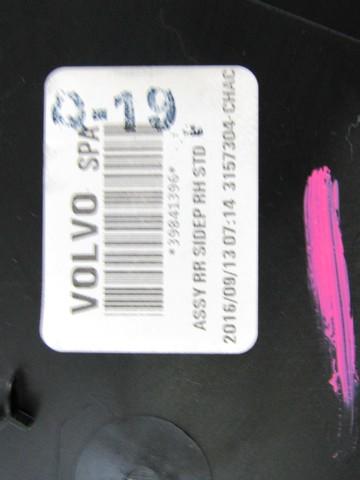 P-19
VOLVO SPA
*39841396*
ASSY RR SIDEP RH STD
2016/09/13 07:14 3157304-CHAC